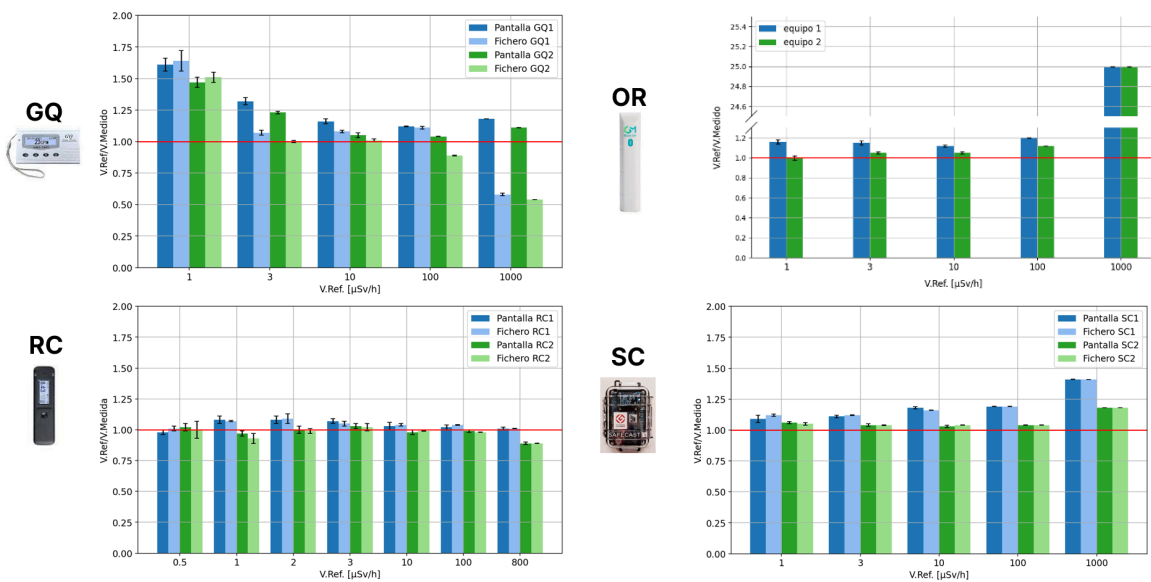 GQ
2.00
1.75
1.50
1.25
1.00
0.75
0.50
0.25
0.00
V.Ref/V.Medido
Pantalla GQ1
Fichero GQ1
Pantalla GQ2
Fichero GQ2
1 3 10 100 1000
V.Ref. [µSv/h]
OR
25.4
25.2
25.0
24.8
24.6
1.2
1.0
0.8
0.6
0.4
0.2
0.0
V.Ref/V.Medido
equipo 1
equipo 2
1 3 10 100 1000
V.Ref. [µSv/h]
RC
2.00
1.75
1.50
1.25
1.00
0.75
0.50
0.25
0.00
V.Ref/V.Medida
Pantalla RC1
Fichero RC1
Pantalla RC2
Fichero RC2
0.5 1 2 3 10 100 800
V.Ref. [µSv/h]
SC
SAFECAST
2.00
1.75
1.50
1.25
1.00
0.75
0.50
0.25
0.00
V.Ref/V.Medido
Pantalla SC1
Fichero SC1
Pantalla SC2
Fichero SC2
1 3 10 100 1000
V.Ref. [µSv/h]